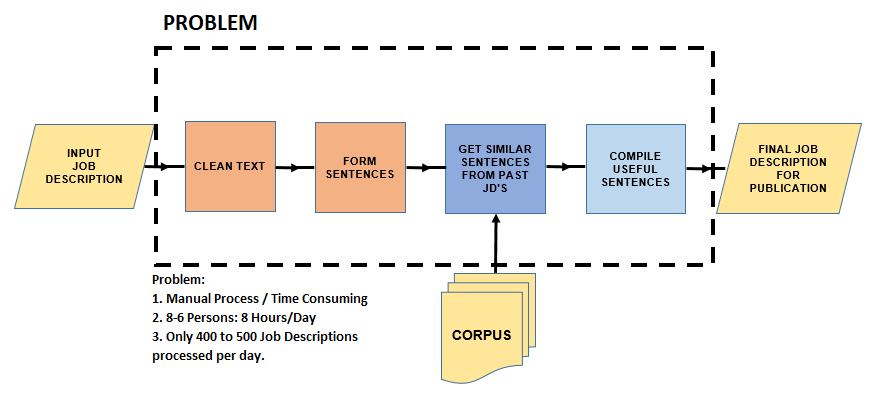 PROBLEM
INPUT
JOB
DESCRIPTION
CLEAN TEXT
FORM
SENTENCES
GET SIMILAR
SENTENCES
FROM PAST
JD'S
COMPILE
USEFUL
SENTENCES
FINAL JOB
DESCRIPTION
FOR
PUBLICATION
CORPUS
Problem:
1. Manual Process / Time Consuming
2. 8-6 Persons: 8 Hours/Day
3. Only 400 to 500 Job Descriptions
processed per day.